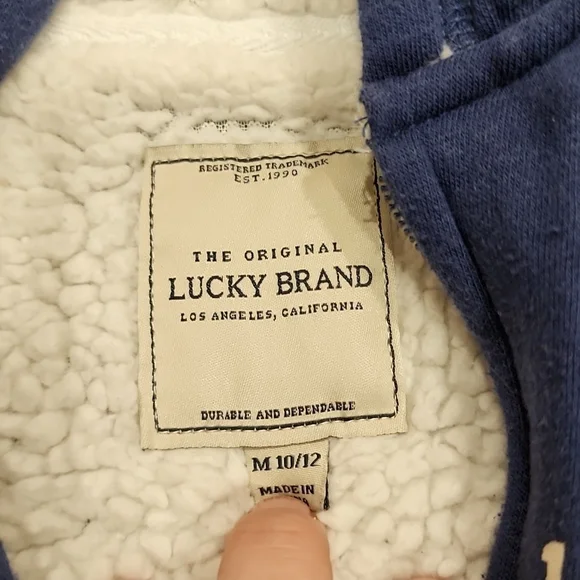 REGISTERED TRADEMARK
EST.1990
THE ORIGINAL
LUCKY BRAND
LOS ANGELES, CALIFORNIA
DURABLE AND DEPENDABLE
M 10/12
MADE IN